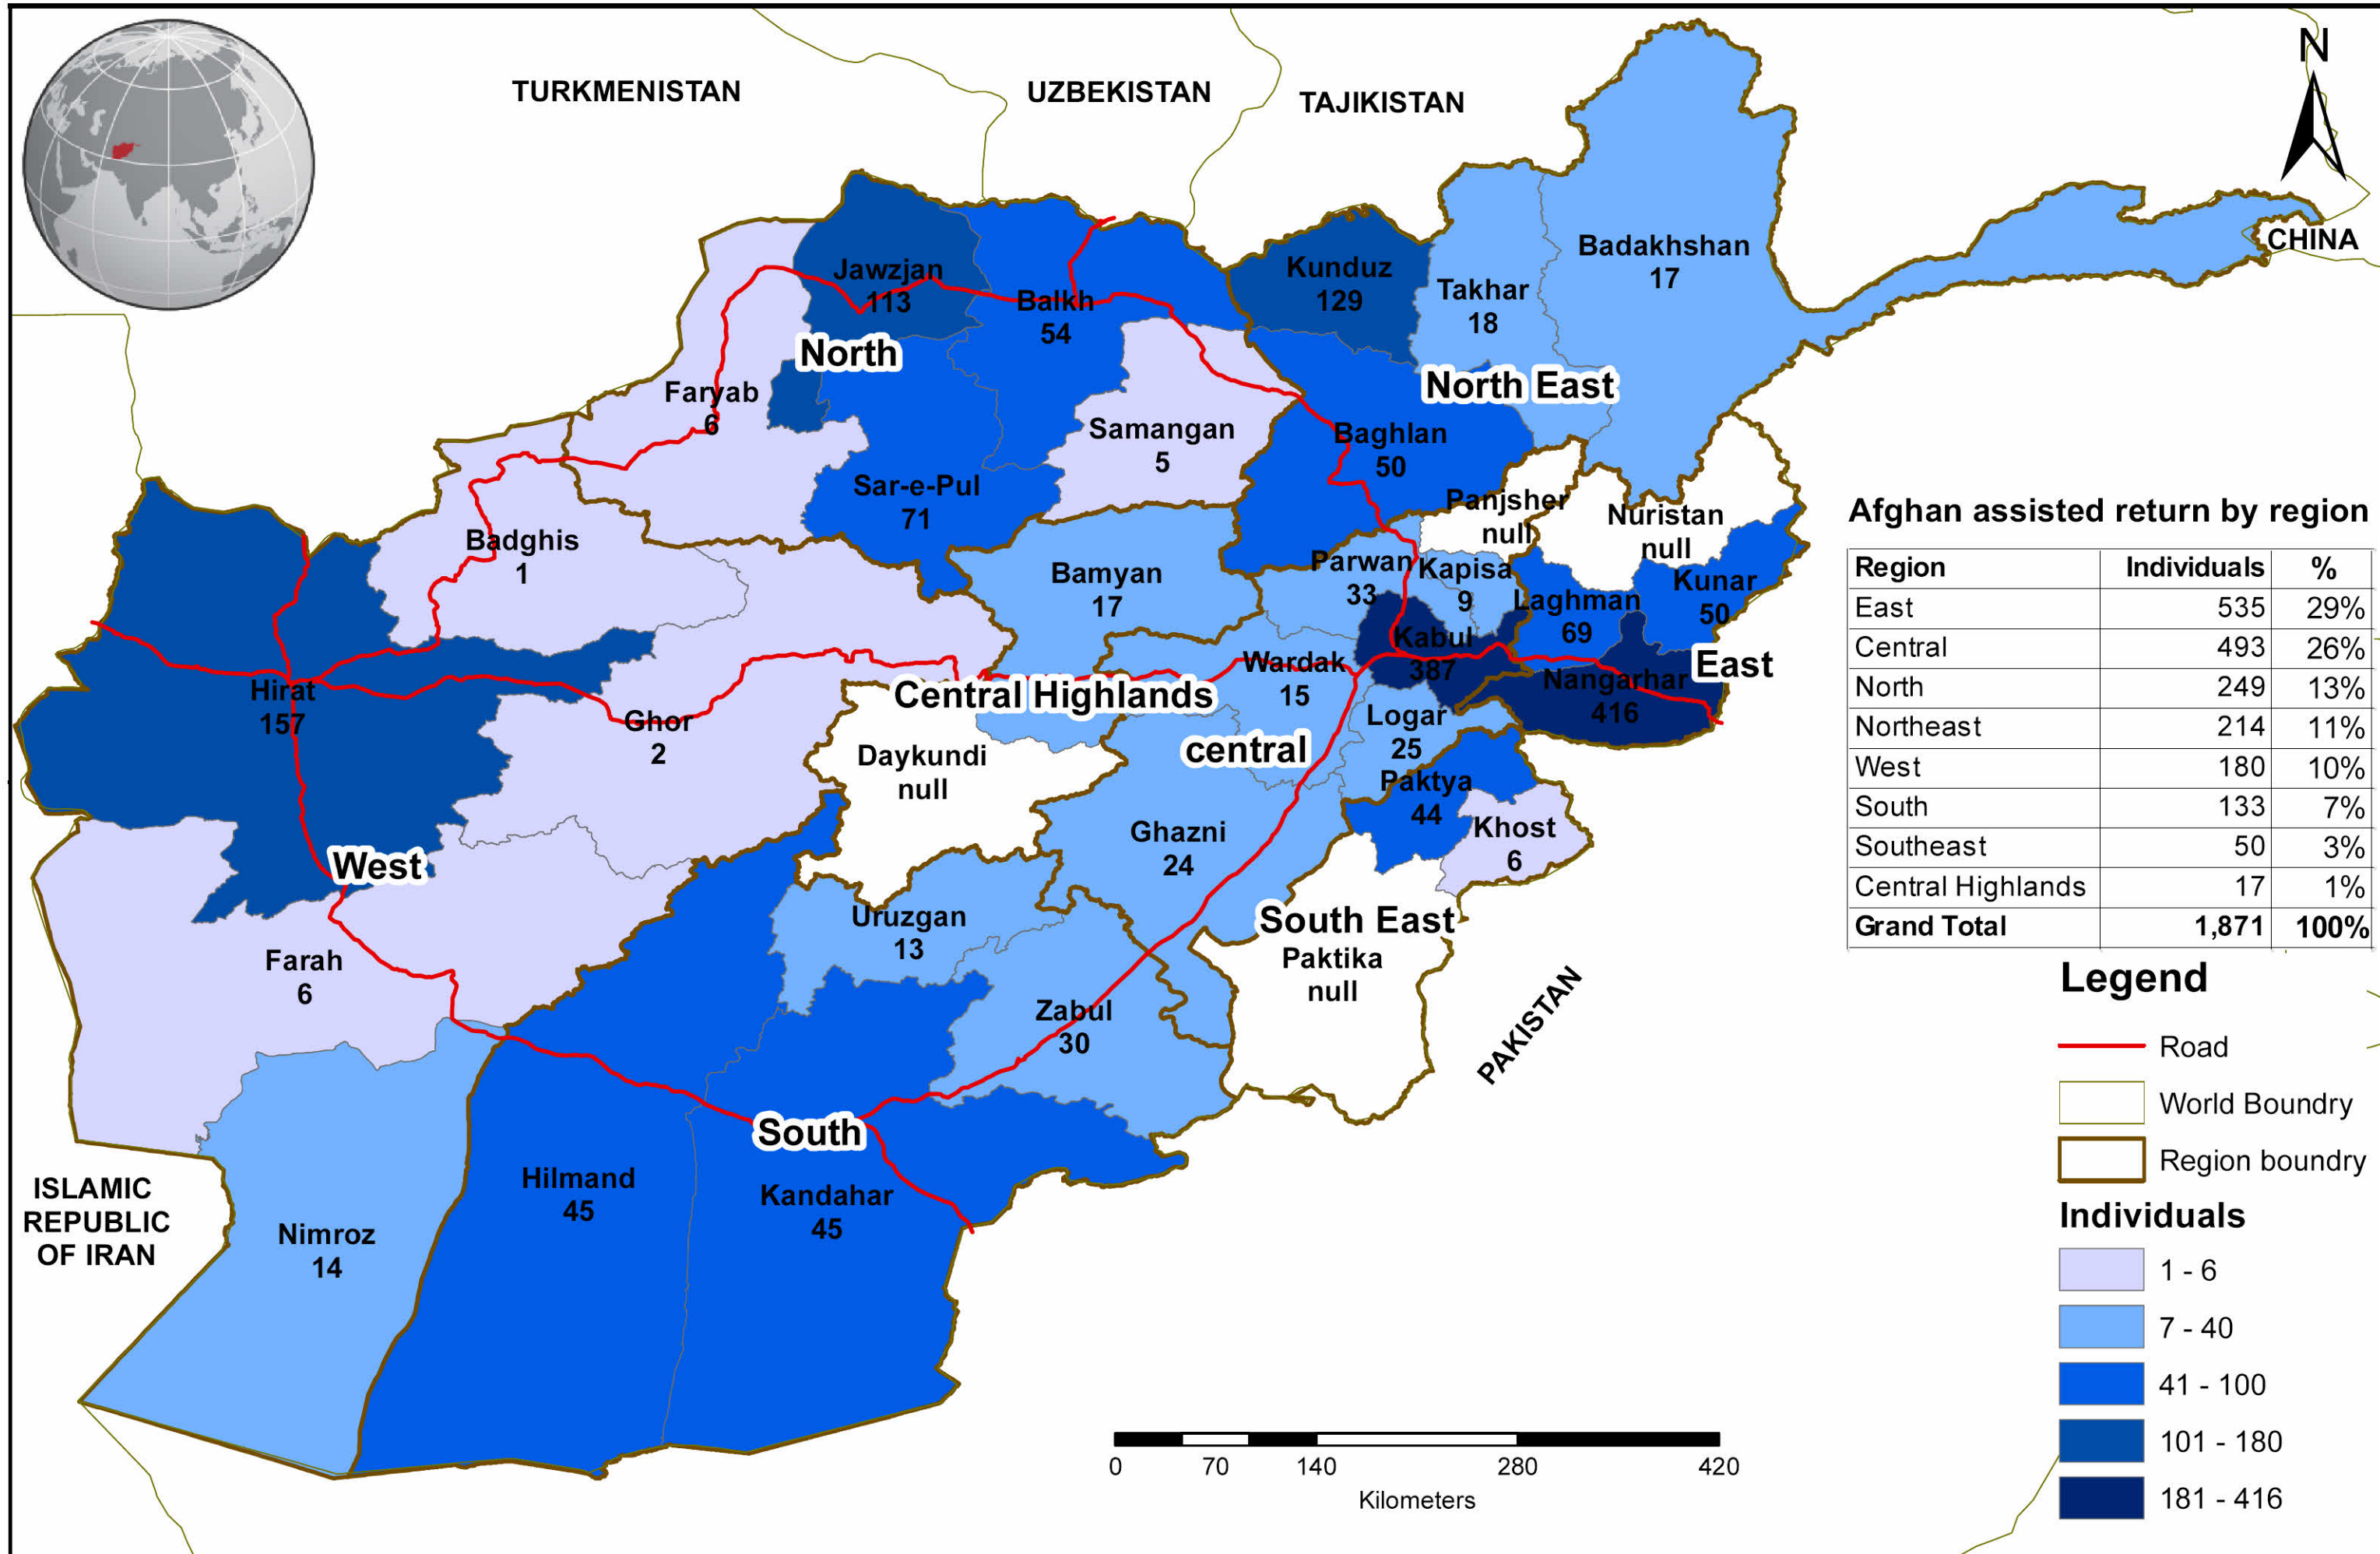 TURKMENISTAN
UZBEKISTAN
TAJIKISTAN
N
CHINA
Jawzjan
113
Balkh
54
Kunduz
129
Takhar
18
Badakhshan
17
North
North East
Faryab
6
Samangan
5
Baghlan
50
Sar-e-Pul
71
Panjsher
null
Nuristan
null
Badghis
1
Bamyan
17
Parwan
33
Kapisa
9
Laghman
69
Kunar
50
Kabul
387
East
Hirat
157
Wardak
15
Nangarhar
416
Central Highlands
Ghor
2
Logar
25
central
Daykundi
null
Paktya
44
Khost
6
Ghazni
24
West
Uruzgan
13
South East
Paktika
null
Farah
6
Zabul
30
PAKISTAN
South
Hilmand
45
Kandahar
45
ISLAMIC
REPUBLIC
OF IRAN
Nimroz
14
0 70 140 280 420
Kilometers
Afghan assisted return by region
Region Individuals %
East 535 29%
Central 493 26%
North 249 13%
Northeast 214 11%
West 180 10%
South 133 7%
Southeast 50 3%
Central Highlands 17 1%
Grand Total 1,871 100%
Legend
Road
World Boundry
Region boundry
Individuals
1 - 6
7 - 40
41 - 100
101 - 180
181 - 416